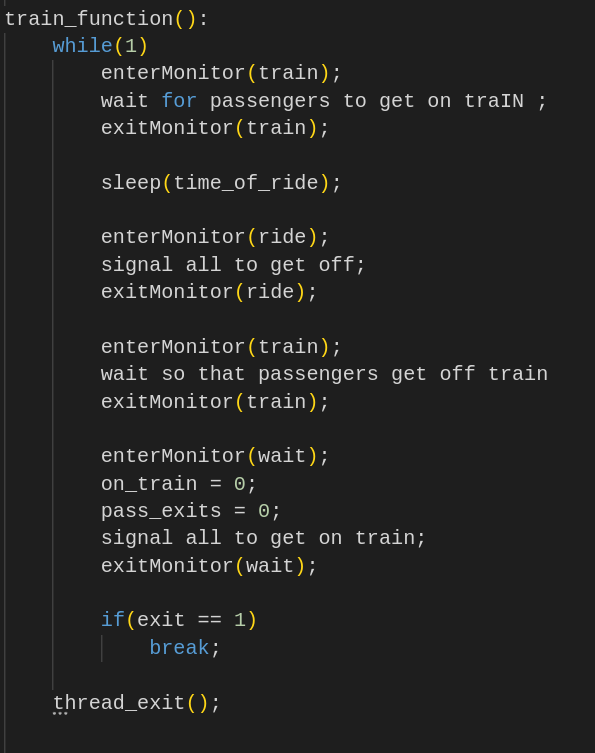 train_function():
while(1)
enterMonitor(train);
wait for passengers to get on traIN ;
exitMonitor(train);
sleep(time_of_ride);
enterMonitor(ride);
signal all to get off;
exitMonitor(ride);
enterMonitor(train);
wait so that passengers get off train
exitMonitor(train);
enterMonitor(wait);
on_train = 0;
pass_exits = 0;
signal all to get on train;
exitMonitor(wait);
if(exit == 1)
break;
thread_exit();